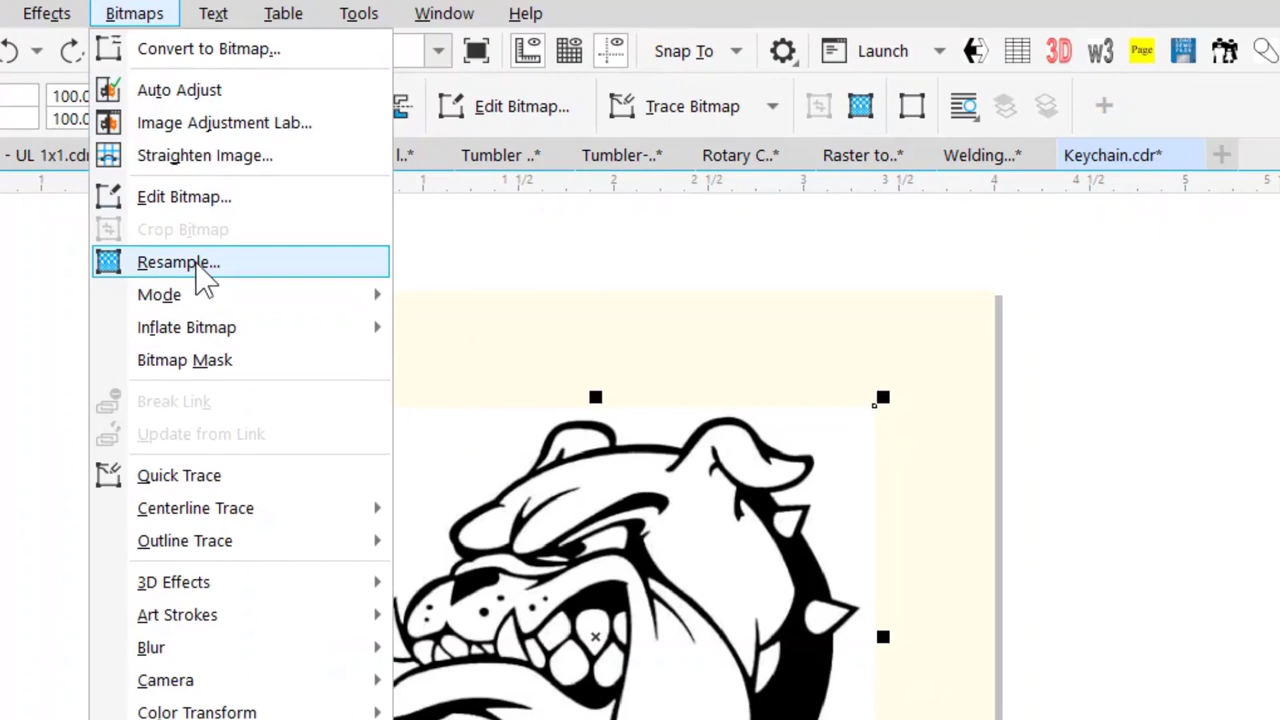 Effects Bitmaps Text Table Tools Window Help
Snap To Launch 3D w3 Page
100.0
100.0
Edit Bitmap... Trace Bitmap
- UL 1x1.cdr l..* Tumbler ..* Tumbler-..* Rotary C..* Raster to..* Welding...* Keychain.cdr*
1 1 1 1/2 2 2 1/2 3 3 1/2 4 4 1/2 5 5
Convert to Bitmap...
Auto Adjust
Image Adjustment Lab...
Straighten Image...
Edit Bitmap...
Crop Bitmap
Resample...
Mode
Inflate Bitmap
Bitmap Mask
Break Link
Update from Link
Quick Trace
Centerline Trace
Outline Trace
3D Effects
Art Strokes
Blur
Camera
Color Transform